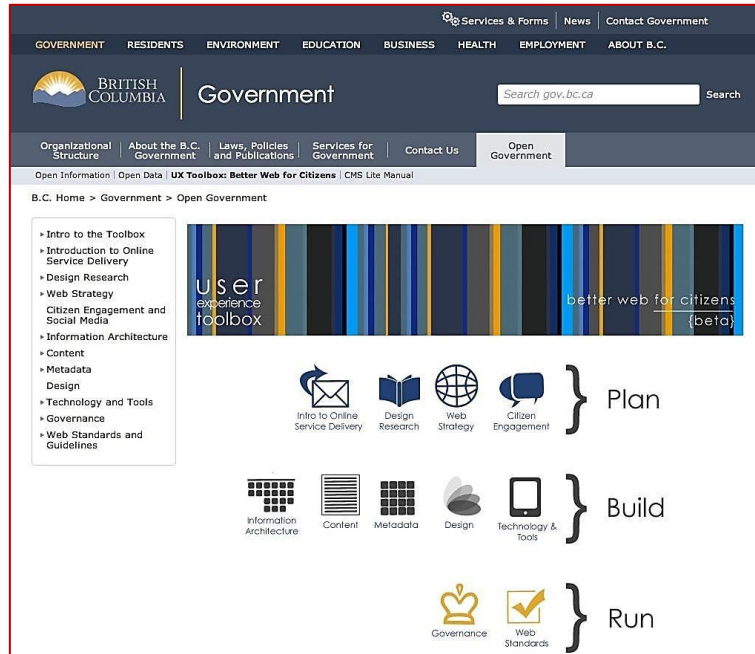 Services & Forms | News | Contact Government
GOVERNMENT RESIDENTS ENVIRONMENT EDUCATION BUSINESS HEALTH EMPLOYMENT ABOUT B.C.
BRITISH
COLUMBIA
Government
Search gov.bc.ca
Search
Organizational
Structure
About the B.C.
Government
Laws, Policies
and Publications
Services for
Government
Contact Us
Open
Government
Open Information | Open Data | UX Toolbox: Better Web for Citizens | CMS Lite Manual
B.C. Home > Government > Open Government
Intro to the Toolbox
Introduction to Online
Service Delivery
Design Research
Web Strategy
Citizen Engagement and
Social Media
Information Architecture
Content
Metadata
Design
Technology and Tools
Governance
Web Standards and
Guidelines
user
experience
toolbox
better web for citizens
{beta}
Intro to Online
Service Delivery
Design
Research
Web
Strategy
Citizen
Engagement
} Plan
Information
Architecture
Content
Metadata
Design
Technology &
Tools
} Build
Governance
Web
Standards
} Run